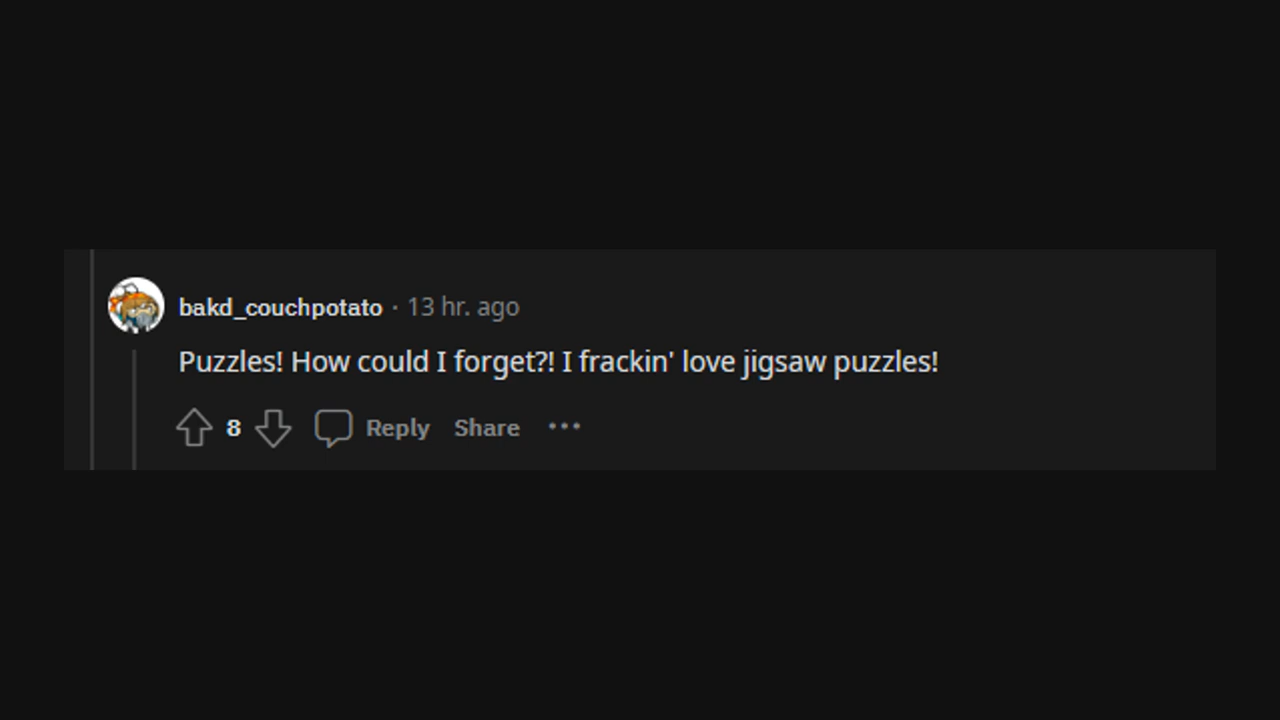 bakd_couchpotato · 13 hr. ago
Puzzles! How could I forget?! I frackin' love jigsaw puzzles!
8 Reply Share ···